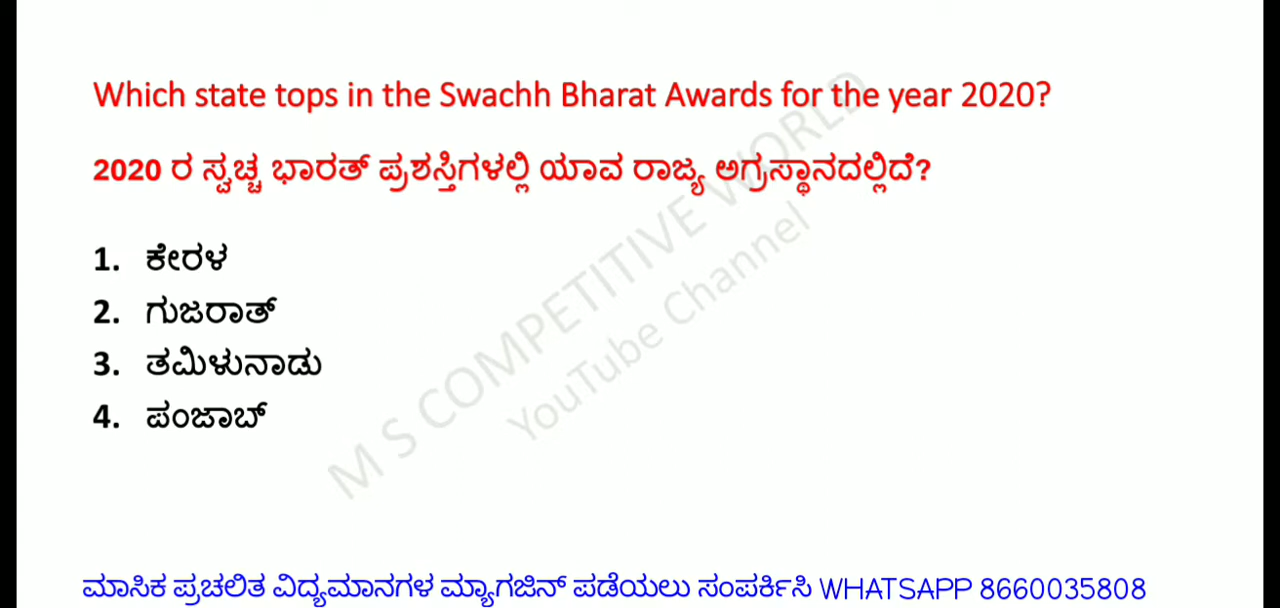 Which state tops in the Swachh Bharat Awards for the year 2020?
2020 ರ ಸ್ವಚ್ಚ ಭಾರತ್ ಪ್ರಶಸ್ತಿಗಳಲ್ಲಿ ಯಾವ ರಾಜ್ಯ ಅಗ್ರಸ್ಥಾನದಲ್ಲಿದೆ?
1. ಕೇರಳ
2. ಗುಜರಾತ್
3. ತಮಿಳುನಾಡು
4. ಪಂಜಾಬ್
M S COMPETITIVE WORLD
YouTube Channel
ಮಾಸಿಕ ಪ್ರಚಲಿತ ವಿದ್ಯಮಾನಗಳ ಮ್ಯಾಗಜಿನ್ ಪಡೆಯಲು ಸಂಪರ್ಕಿಸಿ WHATSAPP 8660035808